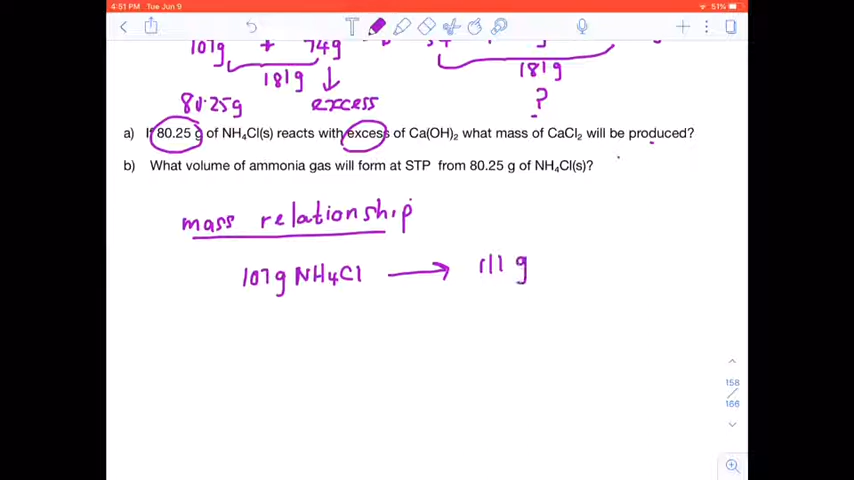 4:51 PM Tue Jun 9 51%
107g + 74g
181g 181g
80.25g excess ?
a) If 80.25 g of NH₄Cl(s) reacts with excess of Ca(OH)₂ what mass of CaCl₂ will be produced?
b) What volume of ammonia gas will form at STP from 80.25 g of NH₄Cl(s)?
mass relationship
107g NH₄Cl → 111 g
158
166